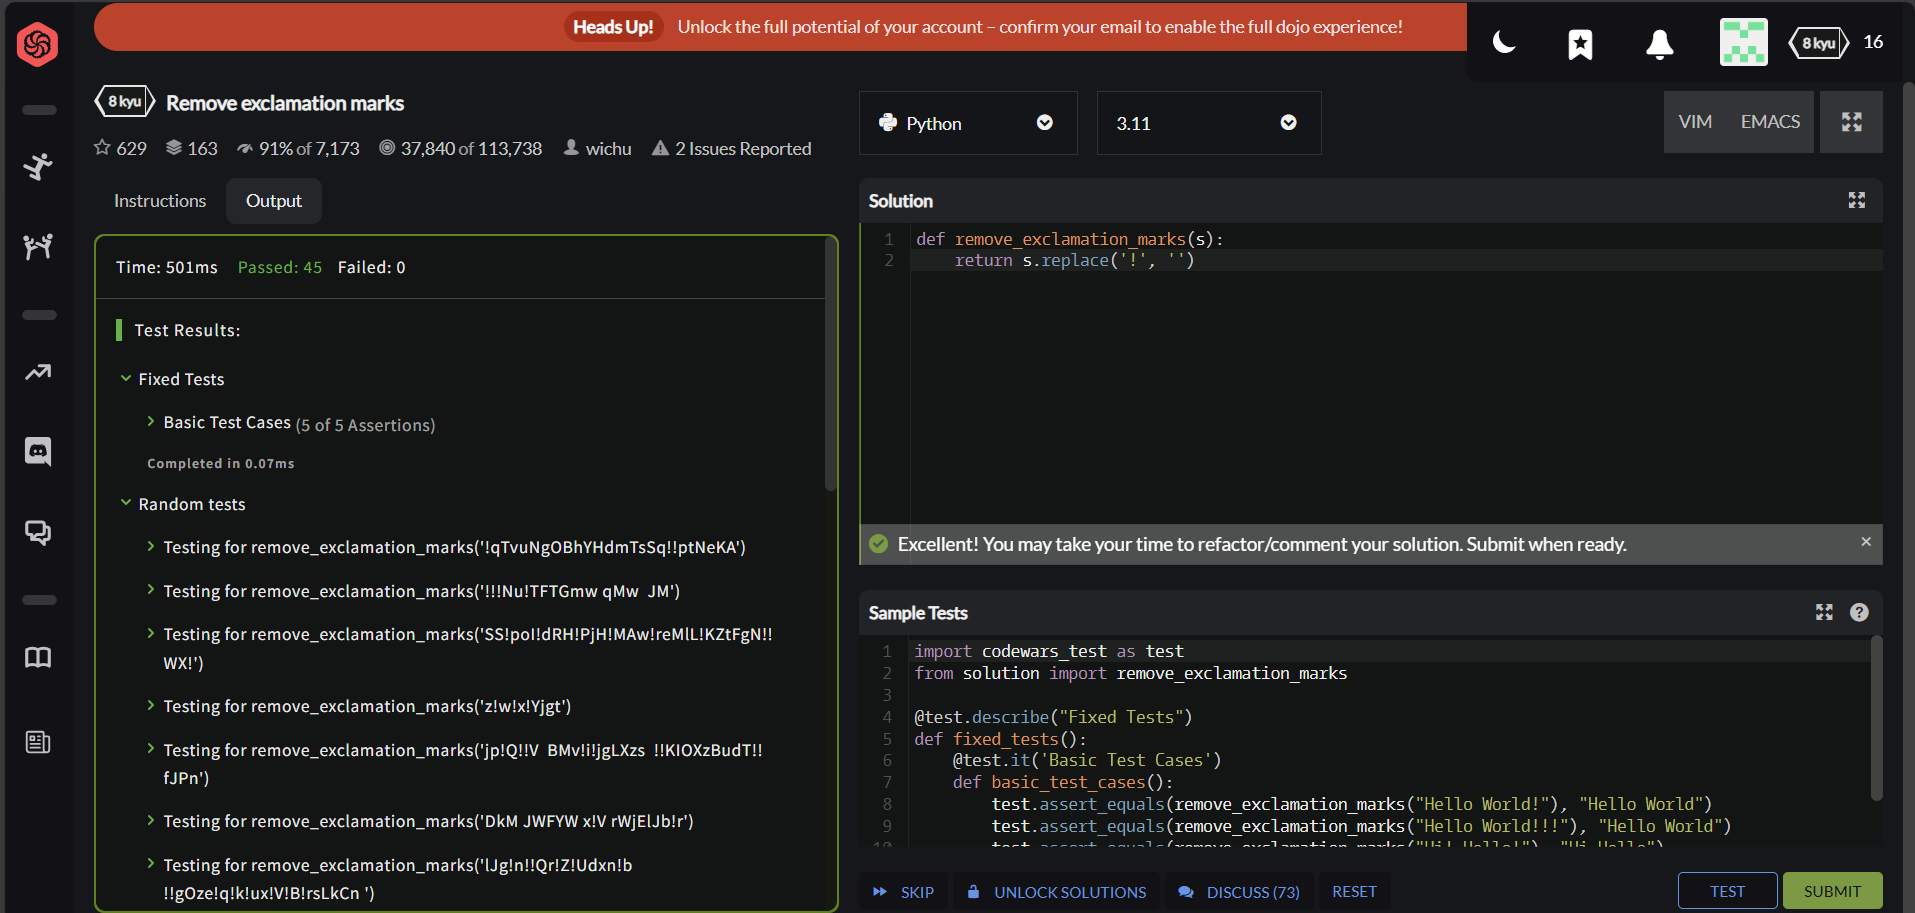 Heads Up! Unlock the full potential of your account – confirm your email to enable the full dojo experience!
8 kyu 16
8 kyu Remove exclamation marks
629 163 91% of 7,173 37,840 of 113,738 wichu 2 Issues Reported
Python
3.11
VIM EMACS
Instructions Output
Time: 501ms Passed: 45 Failed: 0
Test Results:
Fixed Tests
Basic Test Cases (5 of 5 Assertions)
Completed in 0.07ms
Random tests
Testing for remove_exclamation_marks('!qTvuNgOBhYHdmTsSq!!ptNeKA')
Testing for remove_exclamation_marks('!!!Nu!TFTGmw qMw  JM')
Testing for remove_exclamation_marks('SS!poI!dRH!PjH!MAw!reMlL!KZtFgN!!
WX!')
Testing for remove_exclamation_marks('z!w!x!Yjgt')
Testing for remove_exclamation_marks('jp!Q!!V  BMv!i!jgLXzs  !!KIOXzBudT!!
fJPn')
Testing for remove_exclamation_marks('DkM JWFYW x!V rWjElJb!r')
Testing for remove_exclamation_marks('lJg!n!!Qr!Z!Udxn!b
!!gOze!q!k!ux!V!B!rsLkCn ')
Solution
1 def remove_exclamation_marks(s):
2     return s.replace('!', '')
Excellent! You may take your time to refactor/comment your solution. Submit when ready.
Sample Tests
1 import codewars_test as test
2 from solution import remove_exclamation_marks
3
4 @test.describe("Fixed Tests")
5 def fixed_tests():
6     @test.it('Basic Test Cases')
7     def basic_test_cases():
8         test.assert_equals(remove_exclamation_marks("Hello World!"), "Hello World")
9         test.assert_equals(remove_exclamation_marks("Hello World!!!"), "Hello World")
10         test.assert_equals(remove_exclamation_marks("Hi! Hello!"), "Hi Hello")
SKIP UNLOCK SOLUTIONS DISCUSS (73) RESET
TEST SUBMIT